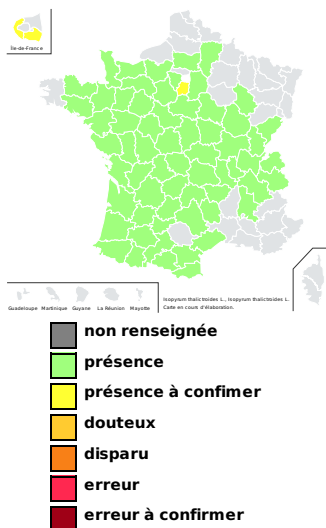 Île-de-France
Guadeloupe Martinique Guyane La Réunion Mayotte
Isopyrum thalictroides L., Isopyrum thalictroides L.
Carte en cours d'élaboration.
non renseignée
présence
présence à confimer
douteux
disparu
erreur
erreur à confirmer